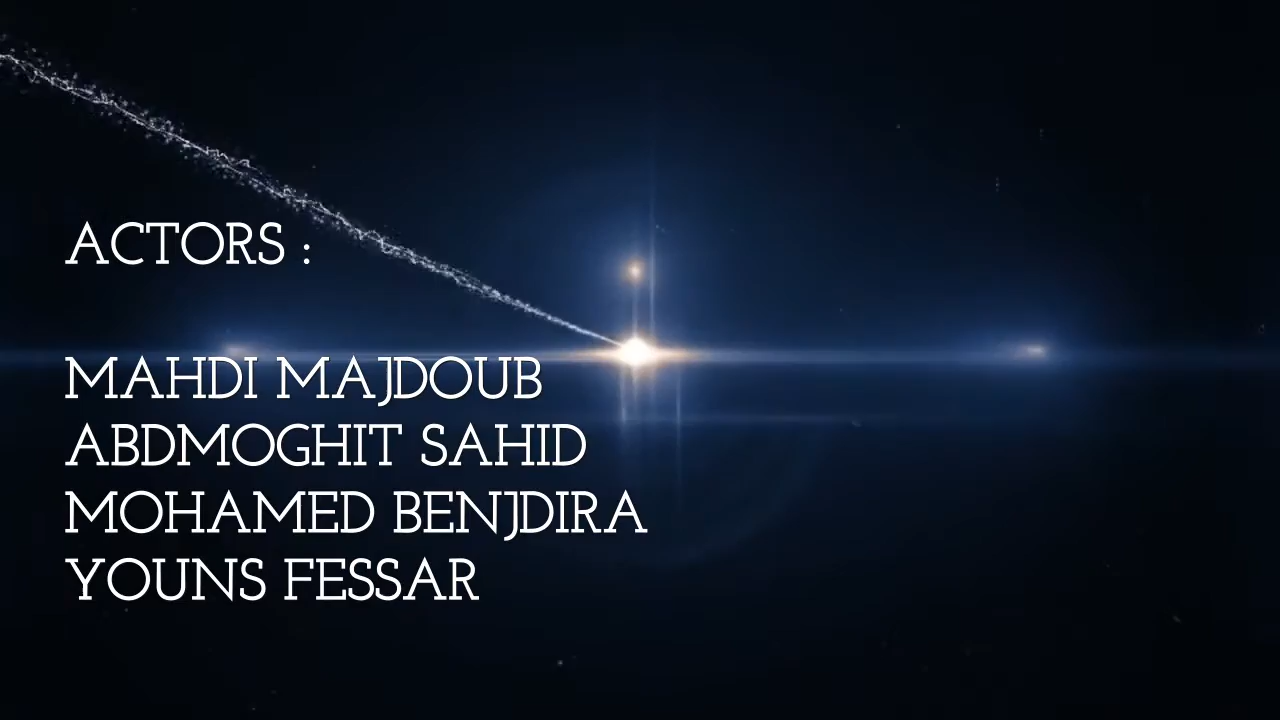 ACTORS :
MAHDI MAJDOUB
ABDMOGHIT SAHID
MOHAMED BENJDIRA
YOUNS FESSAR